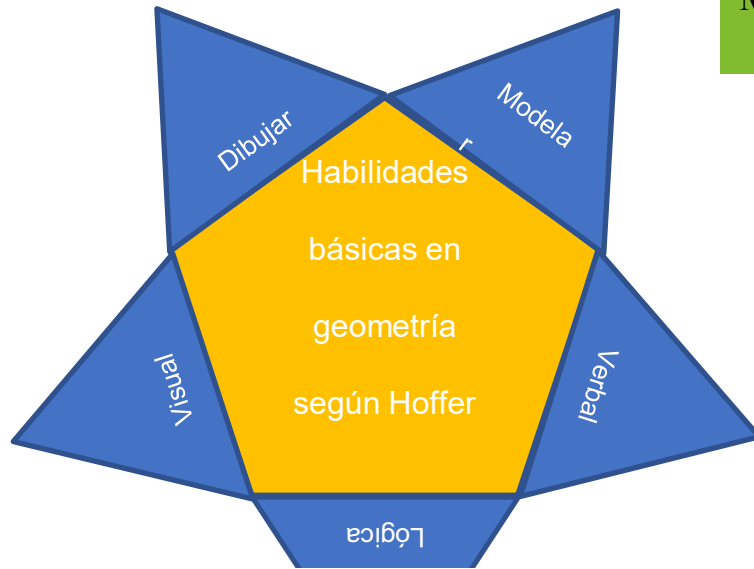 Dibujar
Modela
r
Habilidades
básicas en
geometría
según Hoffer
Visual
Verbal
Lógica